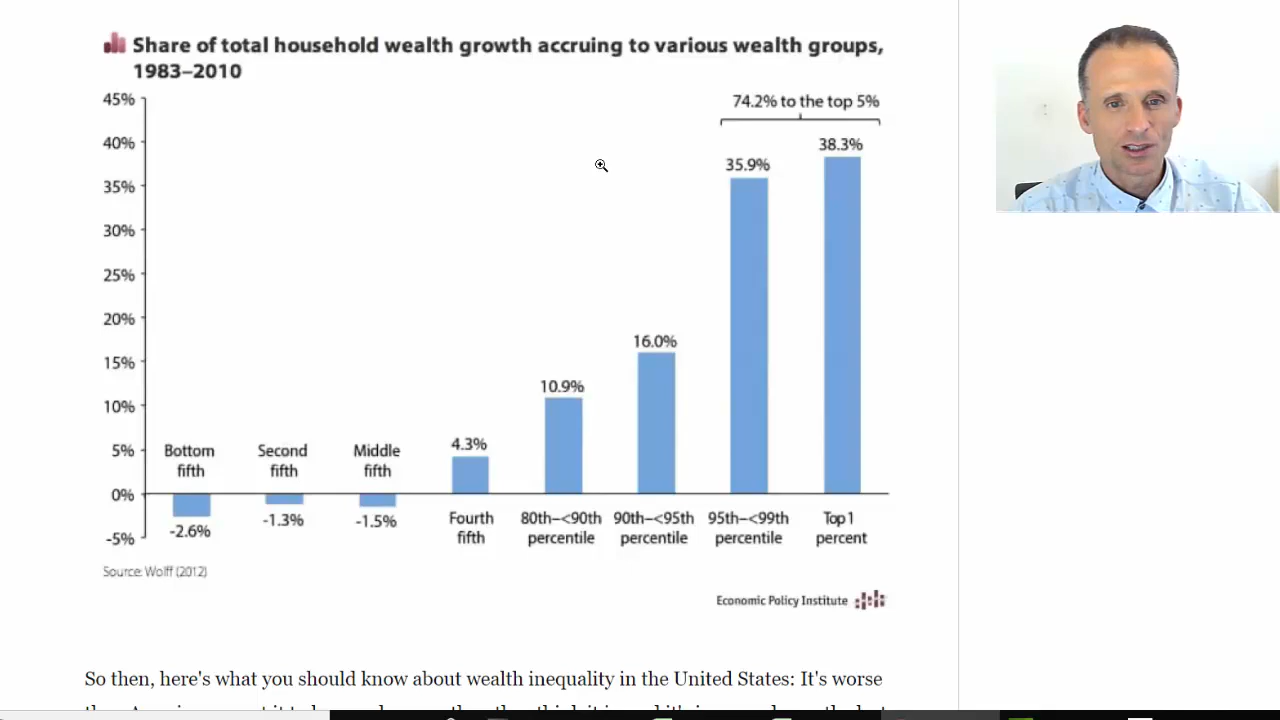 Share of total household wealth growth accruing to various wealth groups,
1983–2010
45%
74.2% to the top 5%
40%
38.3%
35.9%
35%
30%
25%
20%
16.0%
15%
10.9%
10%
4.3%
5%
Bottom
fifth
Second
fifth
Middle
fifth
0%
-2.6%
-1.3%
-1.5%
-5%
Fourth
fifth
80th–<90th
percentile
90th–<95th
percentile
95th–<99th
percentile
Top 1
percent
Source: Wolff (2012)
Economic Policy Institute
So then, here's what you should know about wealth inequality in the United States: It's worse